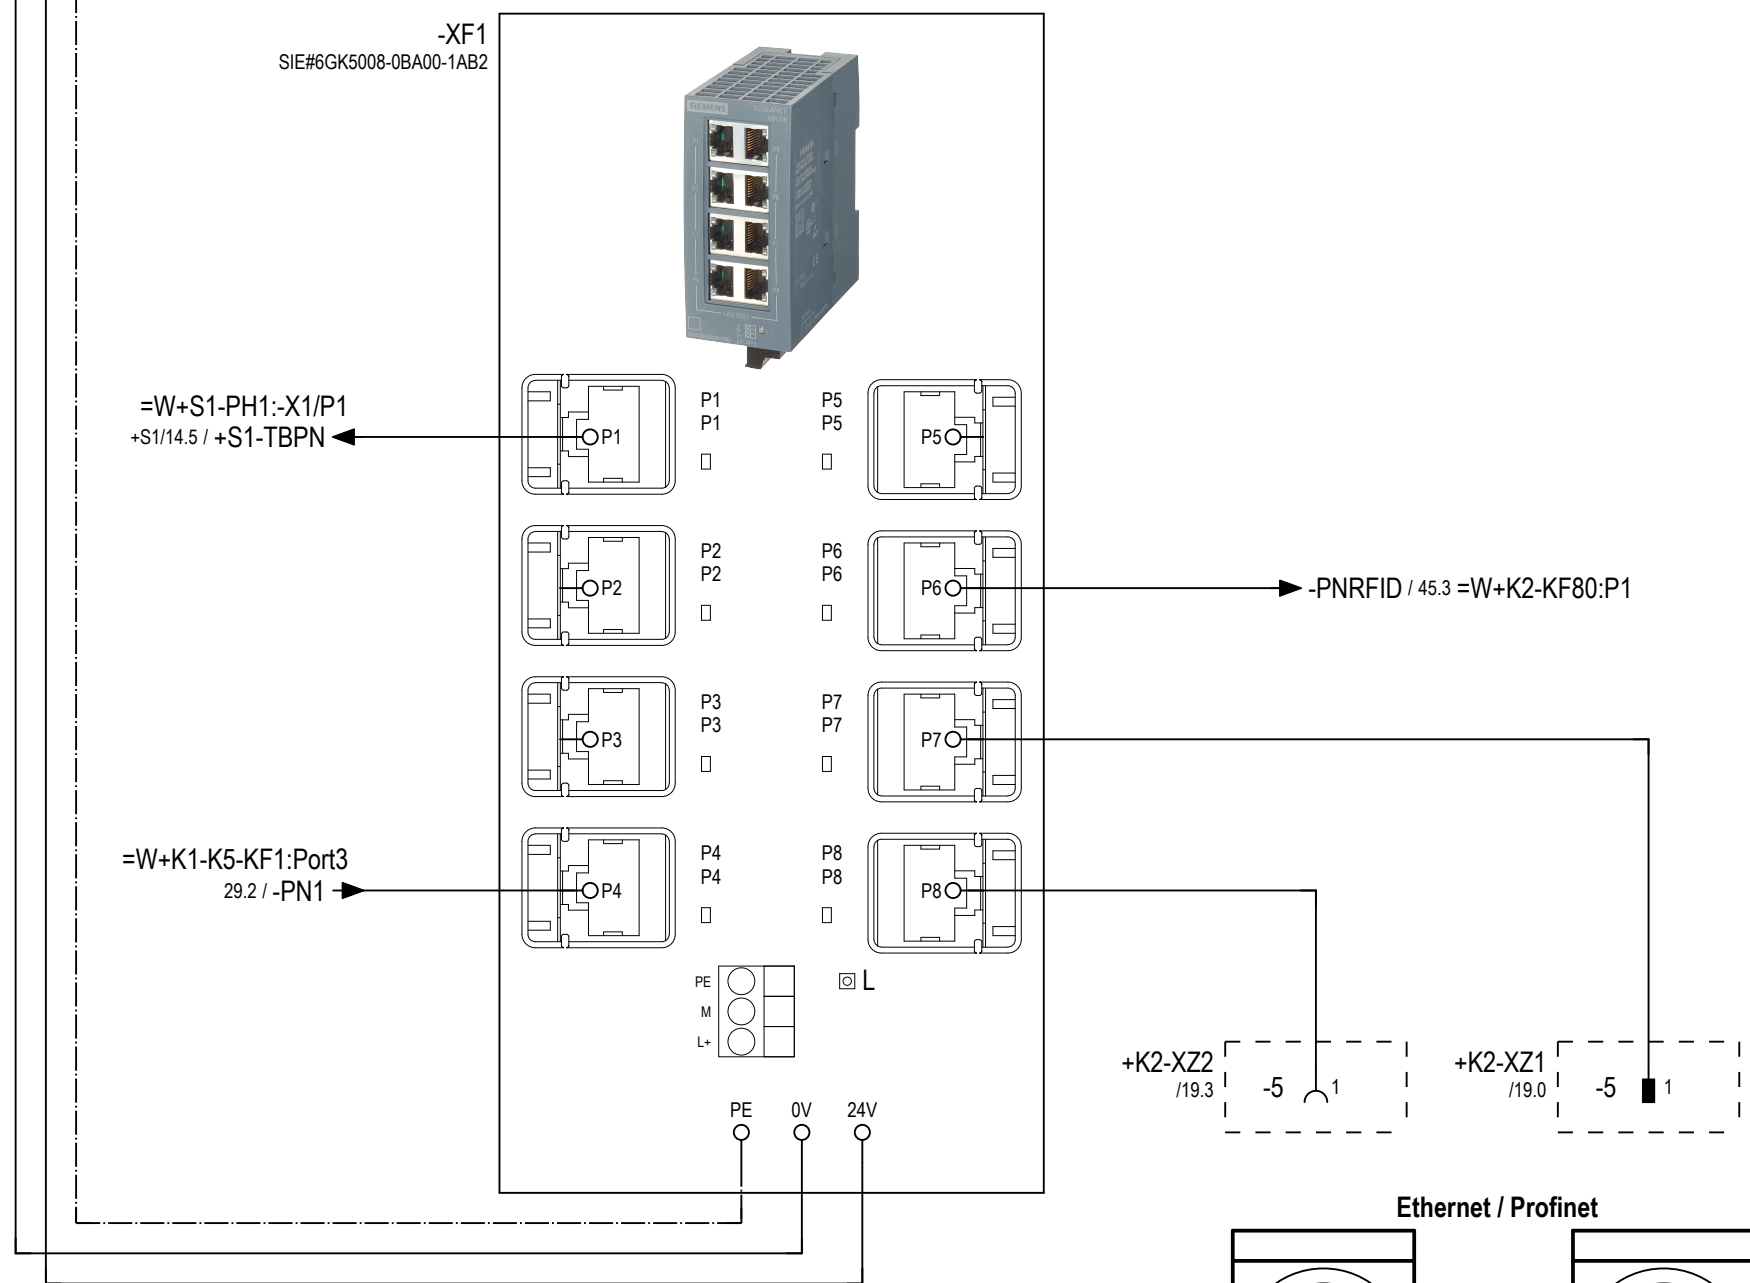 -XF1
SIE#6GK5008-0BA00-1AB2
SIEMENS
LAN ONLY
=W+S1-PH1:-X1/P1
+S1/14.5 / +S1-TBPN
P1
P1
P1
P5
P5
P5
P2
P2
P2
P6
P6
P6
-PNRFID / 45.3 =W+K2-KF80:P1
P3
P3
P3
P7
P7
P7
=W+K1-K5-KF1:Port3
29.2 / -PN1
P4
P4
P4
P8
P8
P8
PE
M
L+
L
+K2-XZ2
/19.3
-5
1
+K2-XZ1
/19.0
-5
1
PE
0V
24V
Ethernet / Profinet